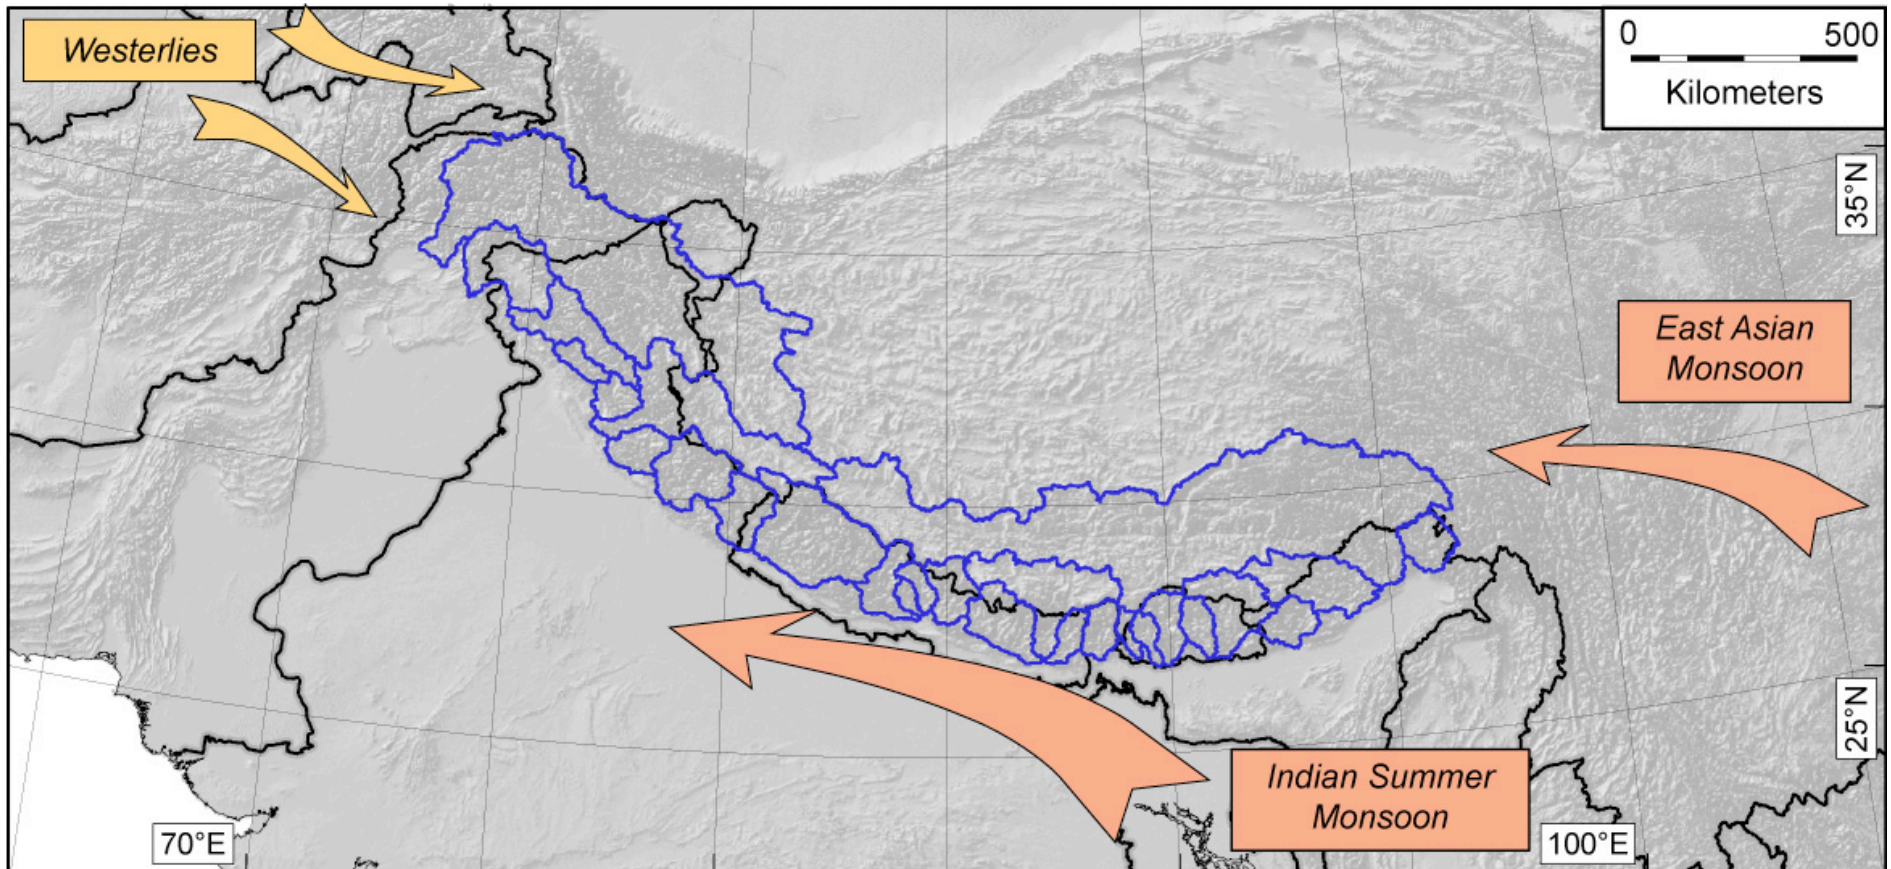 Westerlies
0 500
Kilometers
35°N
East Asian
Monsoon
25°N
Indian Summer
Monsoon
70°E
100°E